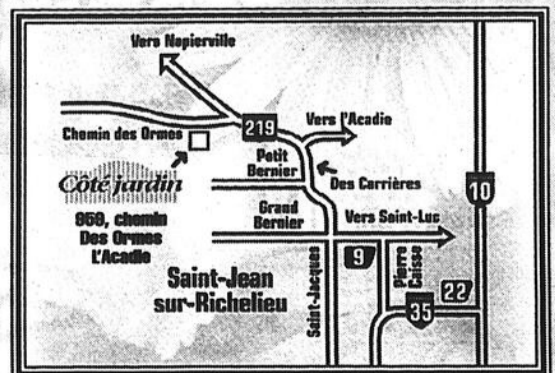 Vers Napierville
Chemin des Ormes
219
Vers l'Acadie
Petit
Bernier
Des Carrières
Côté jardin
959, chemin
Des Ormes
L'Acadie
Grand
Bernier
Vers Saint-Luc
10
Saint-Jean
sur-Richelieu
Saint-Jacques
9
Pierre
Caisse
22
35